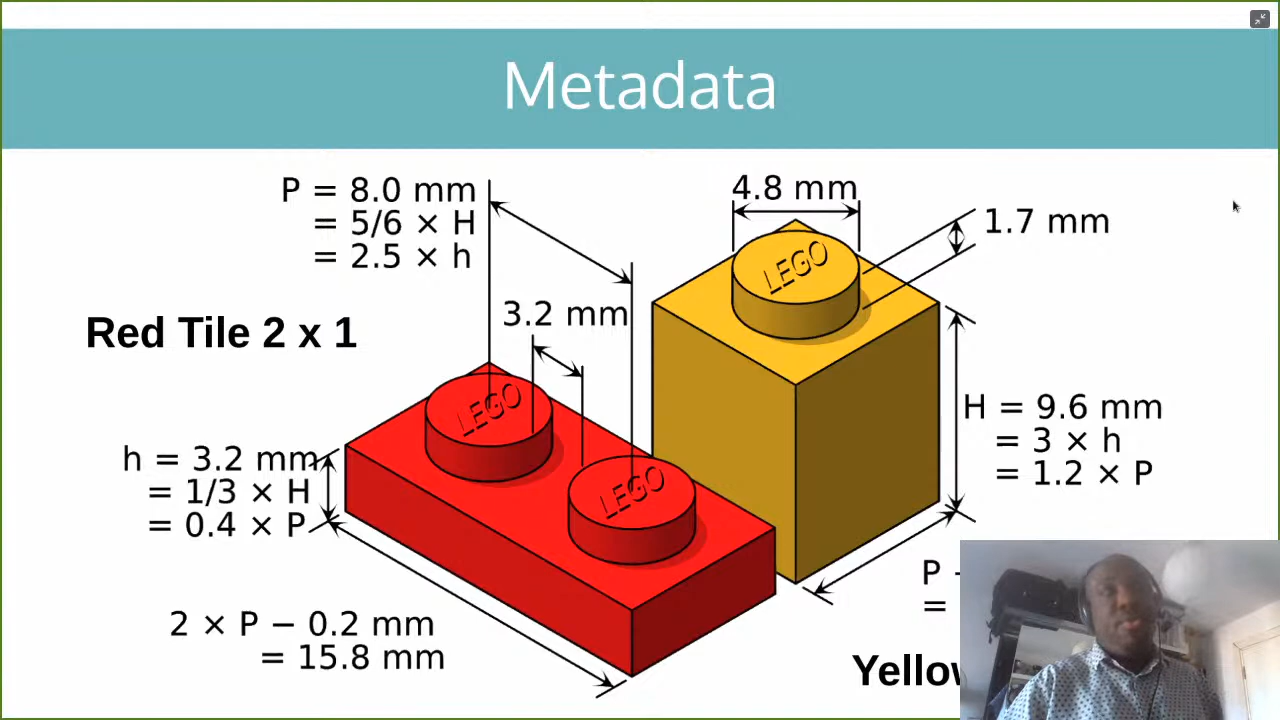 Metadata
P = 8.0 mm
= 5/6 × H
= 2.5 × h
4.8 mm
1.7 mm
LEGO
3.2 mm
Red Tile 2 x 1
LEGO
LEGO
H = 9.6 mm
= 3 × h
= 1.2 × P
h = 3.2 mm
= 1/3 × H
= 0.4 × P
P −
=
2 × P − 0.2 mm
= 15.8 mm